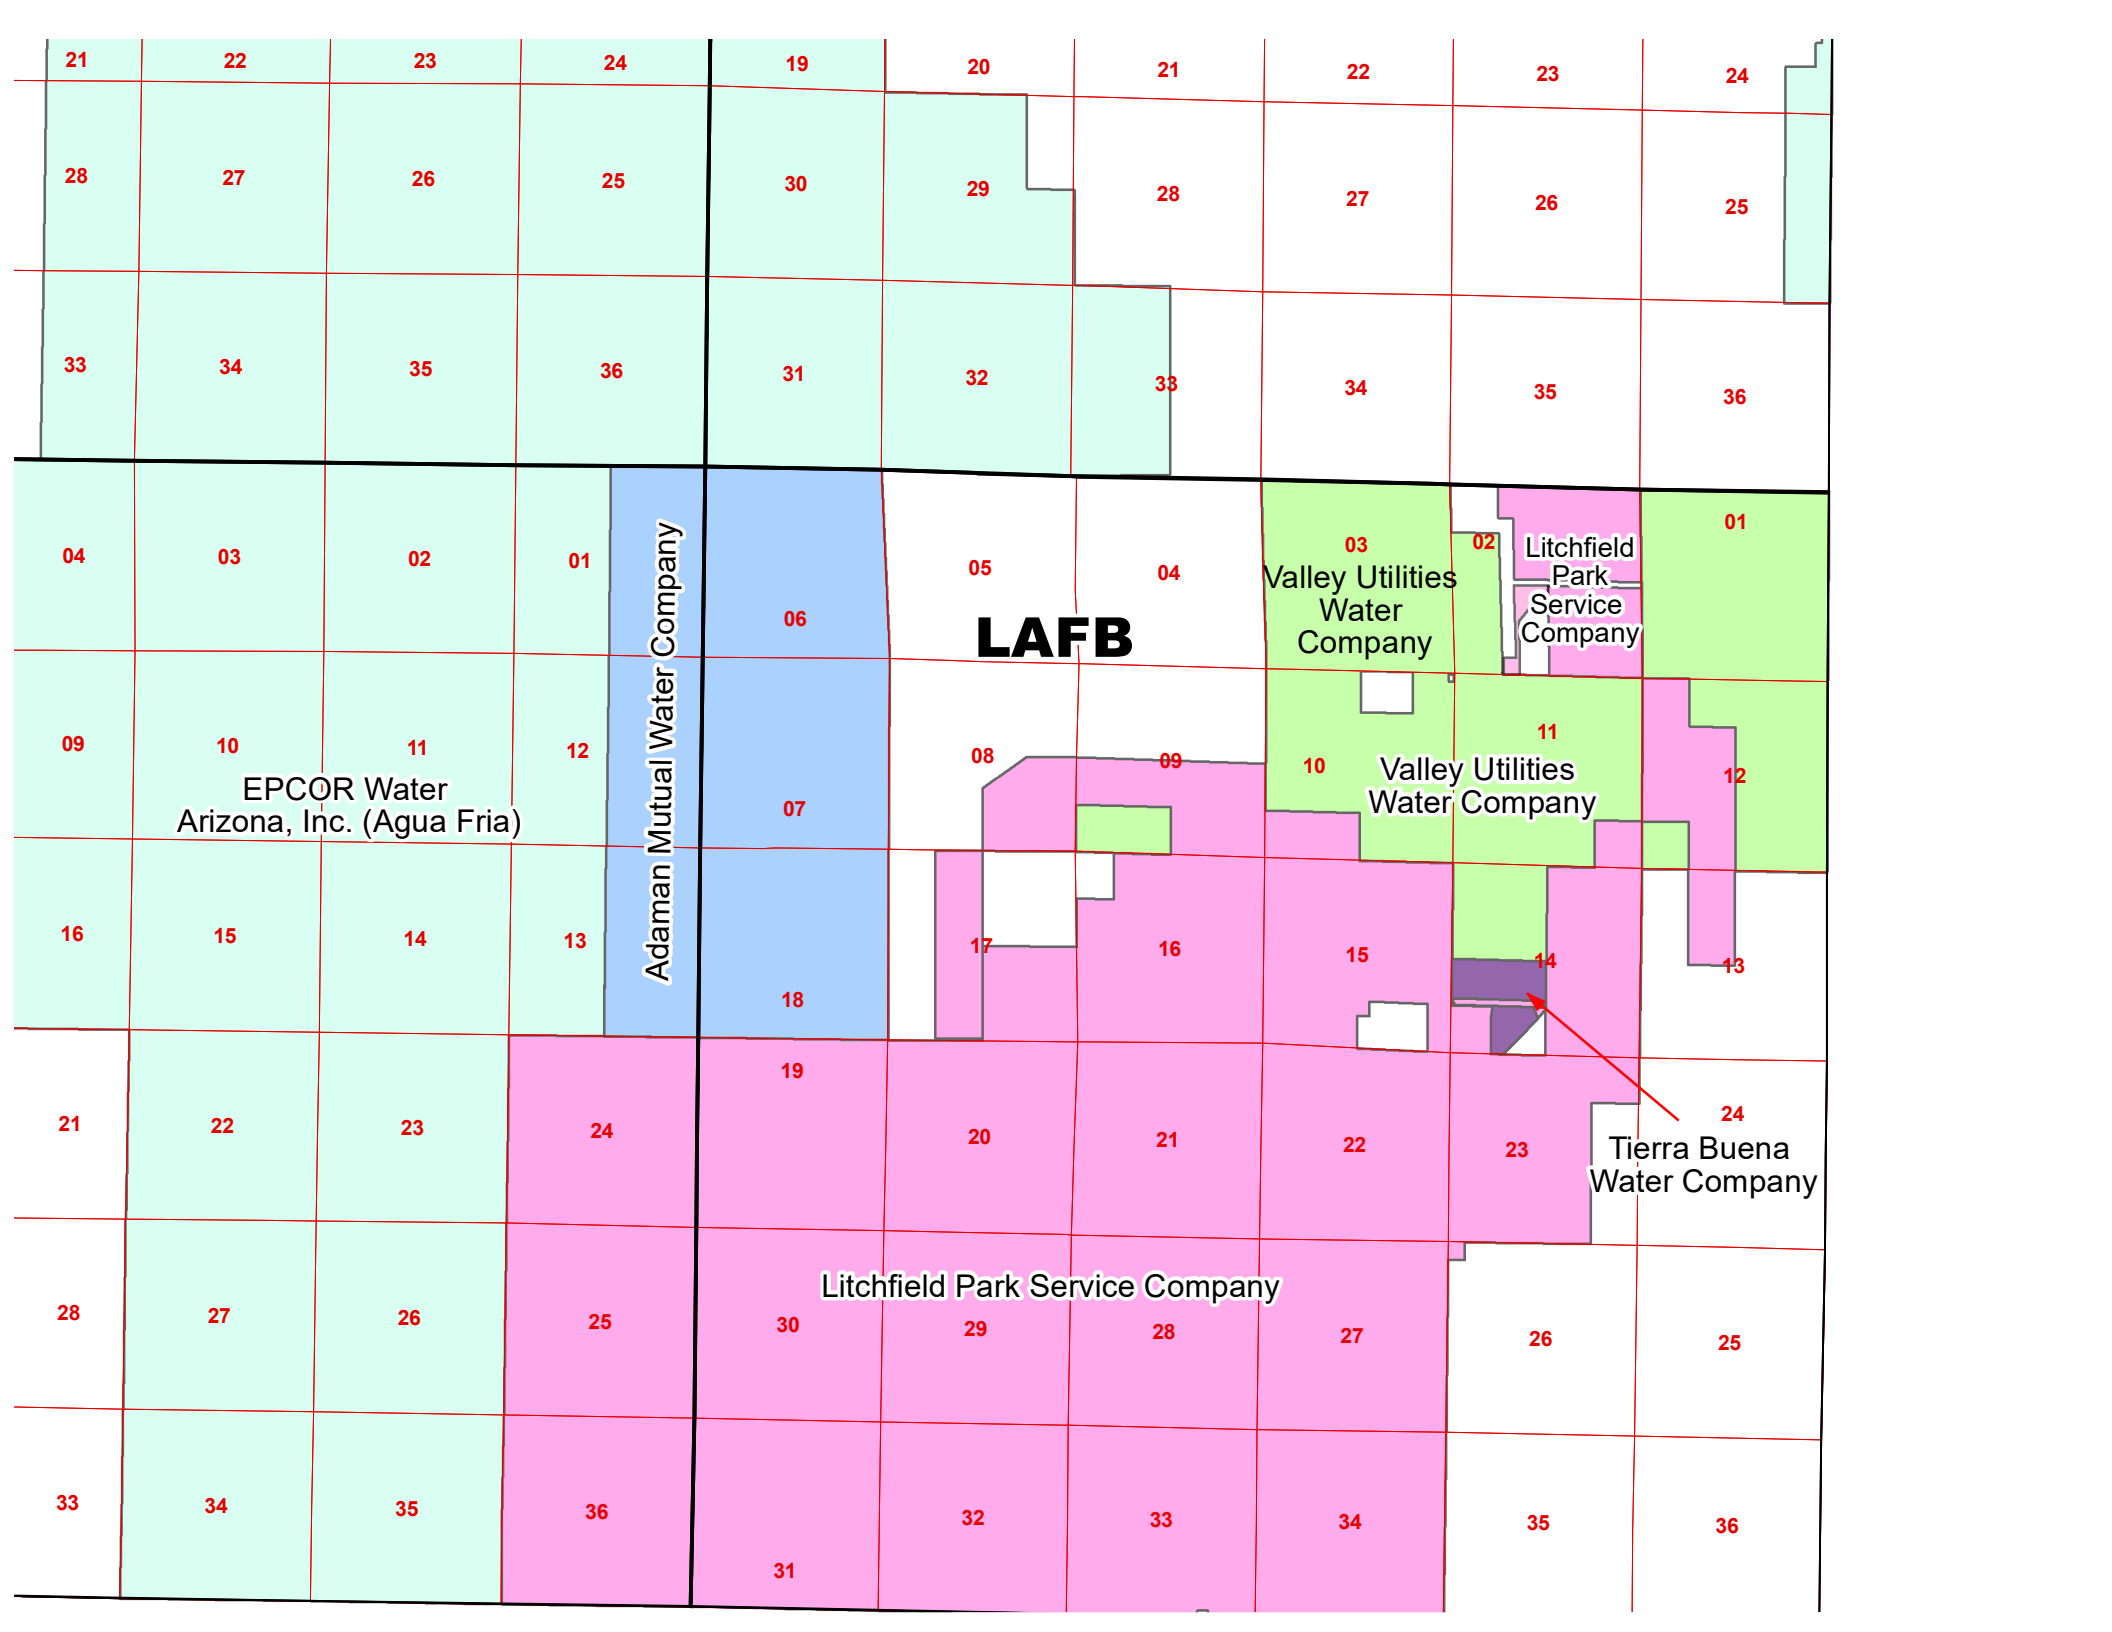 21 22 23 24 19 20 21 22 23 24
28 27 26 25 30 29 28 27 26 25
33 34 35 36 31 32 33 34 35 36
04 03 02 01 06 05 04 03 02 01
LAFB
Valley Utilities
Water
Company
Litchfield
Park
Service
Company
Adaman Mutual Water Company
09 10 11 12 07 08 09 10 11 12
EPCOR Water
Arizona, Inc. (Agua Fria)
Valley Utilities
Water Company
16 15 14 13 18 17 16 15 14 13
21 22 23 24 19 20 21 22 23 24
Tierra Buena
Water Company
28 27 26 25 30 29 28 27 26 25
Litchfield Park Service Company
33 34 35 36 31 32 33 34 35 36